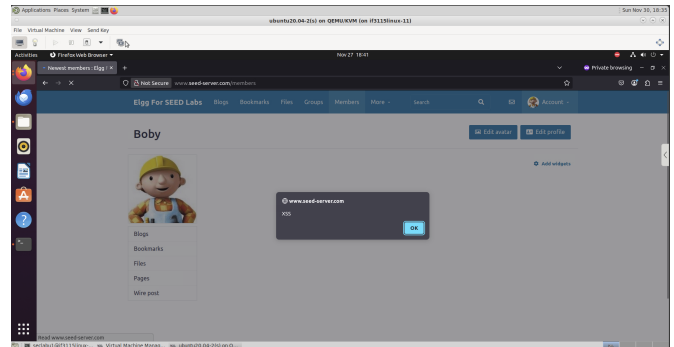 Applications Places System
Sun Nov 30, 18:35
ubuntu20.04-2(s) on QEMU/KVM (on if3115linux-11)
File Virtual Machine View Send Key
Activities Firefox Web Browser
Nov 27 18:41
Newest members : Elgg
Private browsing
Not Secure www.seed-server.com/members
Elgg For SEED Labs Blogs Bookmarks Files Groups Members More Search Account
Boby
Edit avatar Edit profile
Add widgets
www.seed-server.com
XSS
OK
Blogs
Bookmarks
Files
Pages
Wire post
Read www.seed-server.com